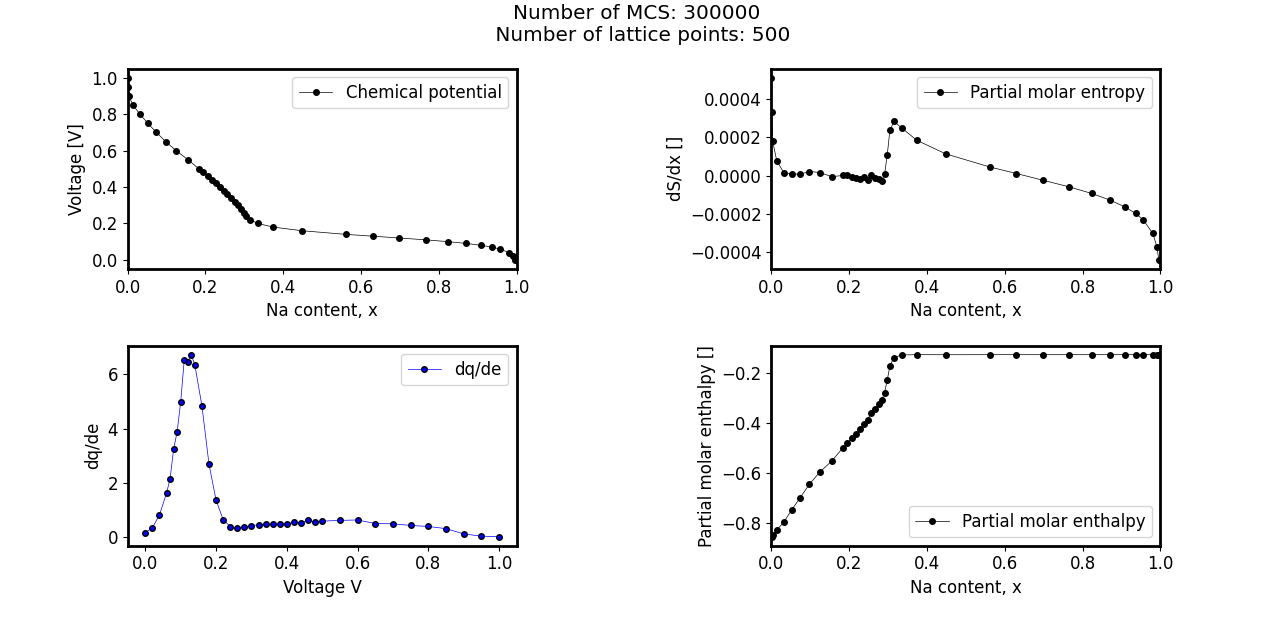 Number of MCS: 300000
Number of lattice points: 500
Chemical potential
Voltage [V]
1.0
0.8
0.6
0.4
0.2
0.0
0.0 0.2 0.4 0.6 0.8 1.0
Na content, x
Partial molar entropy
dS/dx []
0.0004
0.0002
0.0000
−0.0002
−0.0004
0.0 0.2 0.4 0.6 0.8 1.0
Na content, x
dq/de
dq/de
6
4
2
0
0.0 0.2 0.4 0.6 0.8 1.0
Voltage V
Partial molar enthalpy
Partial molar enthalpy []
−0.2
−0.4
−0.6
−0.8
0.0 0.2 0.4 0.6 0.8 1.0
Na content, x